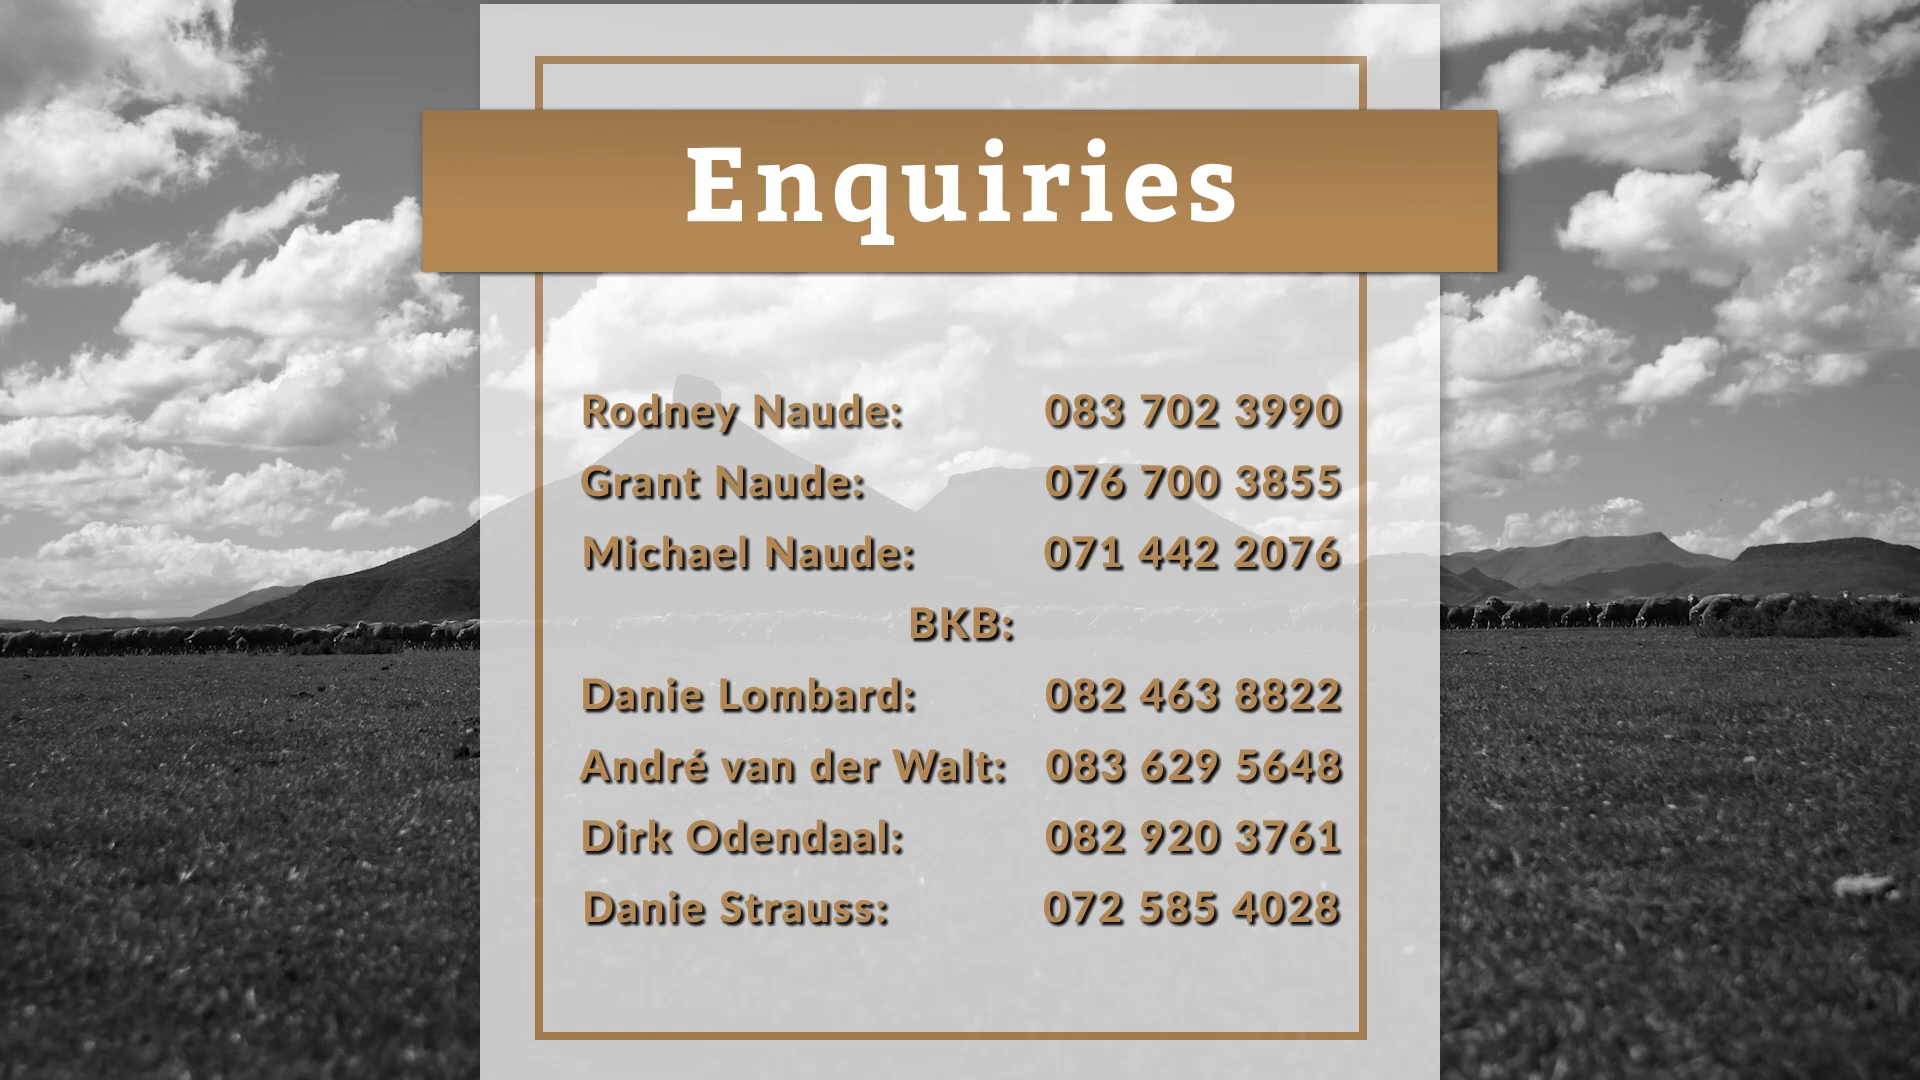 Enquiries
Rodney Naude: 083 702 3990
Grant Naude: 076 700 3855
Michael Naude: 071 442 2076
BKB:
Danie Lombard: 082 463 8822
André van der Walt: 083 629 5648
Dirk Odendaal: 082 920 3761
Danie Strauss: 072 585 4028